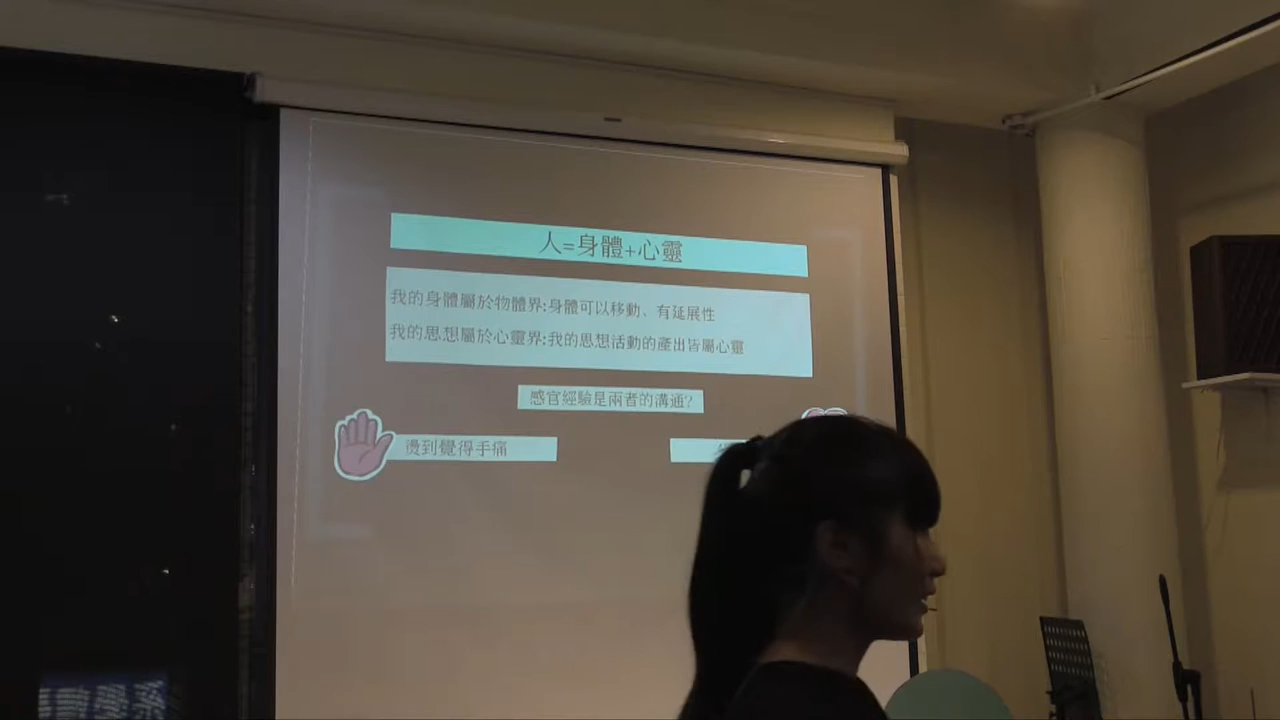 人=身體+心靈
我的身體屬於物體界:身體可以移動、有延展性
我的思想屬於心靈界:我的思想活動的產出皆屬心靈
感官經驗是兩者的溝通?
燙到覺得手痛